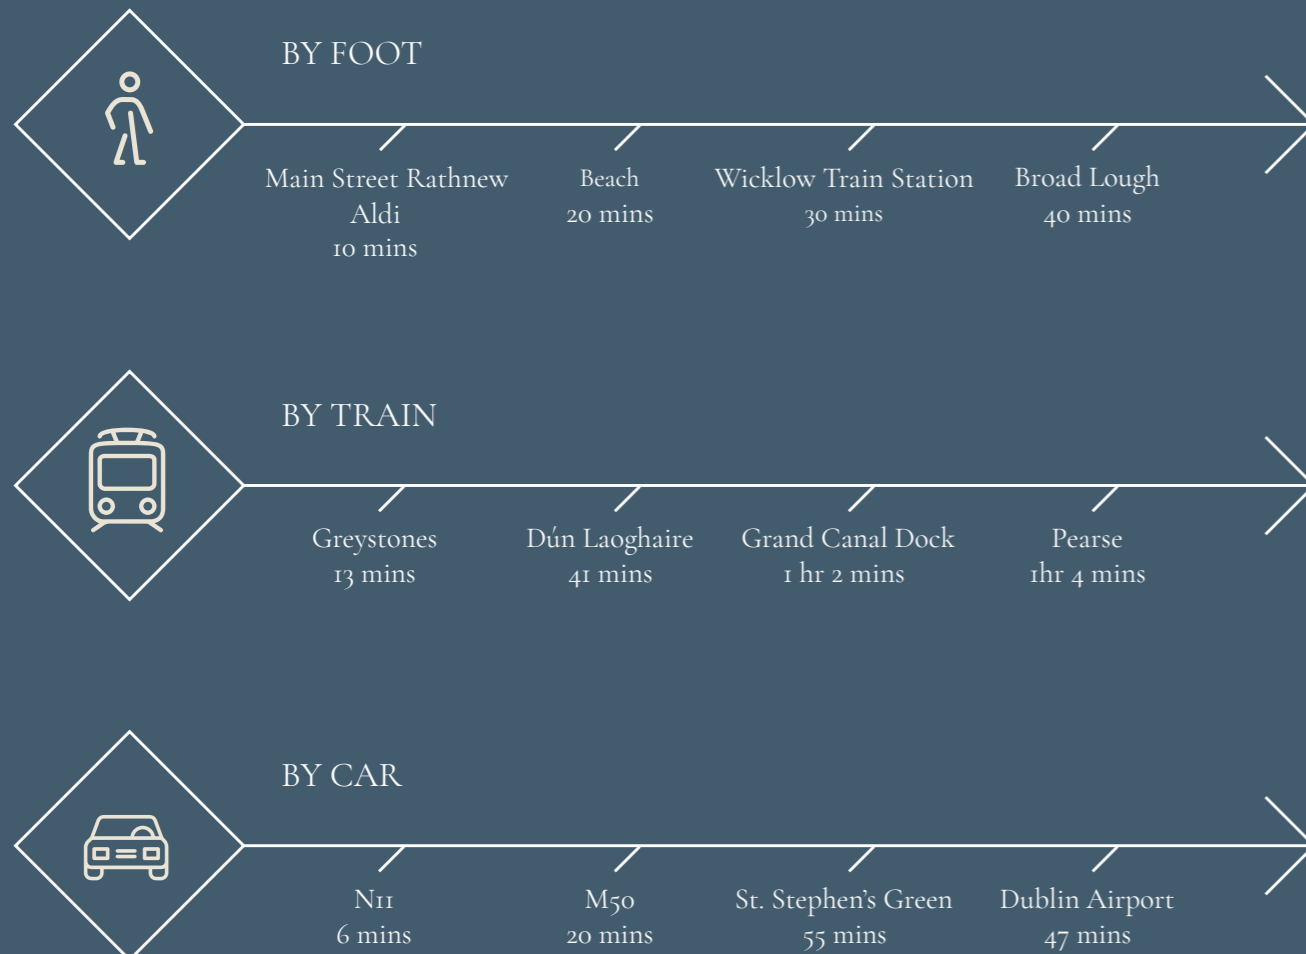 BY FOOT
Main Street Rathnew
Aldi
10 mins
Beach
20 mins
Wicklow Train Station
30 mins
Broad Lough
40 mins
BY TRAIN
Greystones
13 mins
Dún Laoghaire
41 mins
Grand Canal Dock
1 hr 2 mins
Pearse
1hr 4 mins
BY CAR
N11
6 mins
M50
20 mins
St. Stephen’s Green
55 mins
Dublin Airport
47 mins